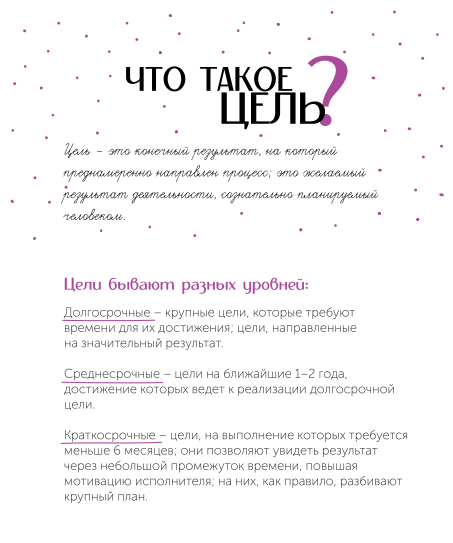 ЧТО ТАКОЕ
ЦЕЛЬ?
Цель – это конечный результат, на который
преднамеренно направлен процесс; это желаемый
результат деятельности, сознательно планируемый
человеком.
Цели бывают разных уровней:
Долгосрочные – крупные цели, которые требуют
времени для их достижения; цели, направленные
на значительный результат.
Среднесрочные – цели на ближайшие 1–2 года,
достижение которых ведет к реализации долгосрочной
цели.
Краткосрочные – цели, на выполнение которых требуется
меньше 6 месяцев; они позволяют увидеть результат
через небольшой промежуток времени, повышая
мотивацию исполнителя; на них, как правило, разбивают
крупный план.